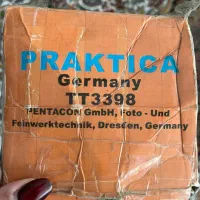 PRAKTICA
Germany
TT3398
PENTACON GmbH, Foto - Und
Feinwerktechnik, Dresden, Germany